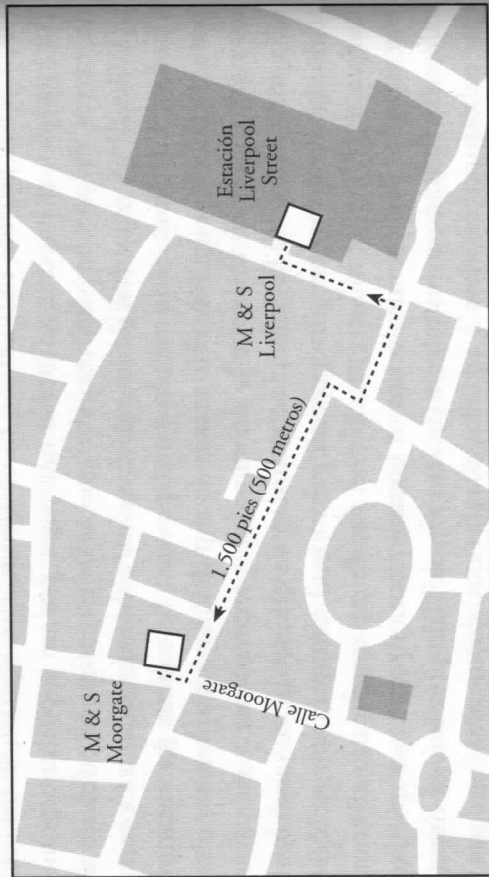 M & S
Moorgate
Calle Moorgate
1.500 pies (500 metros)
M & S
Liverpool
Estación
Liverpool
Street